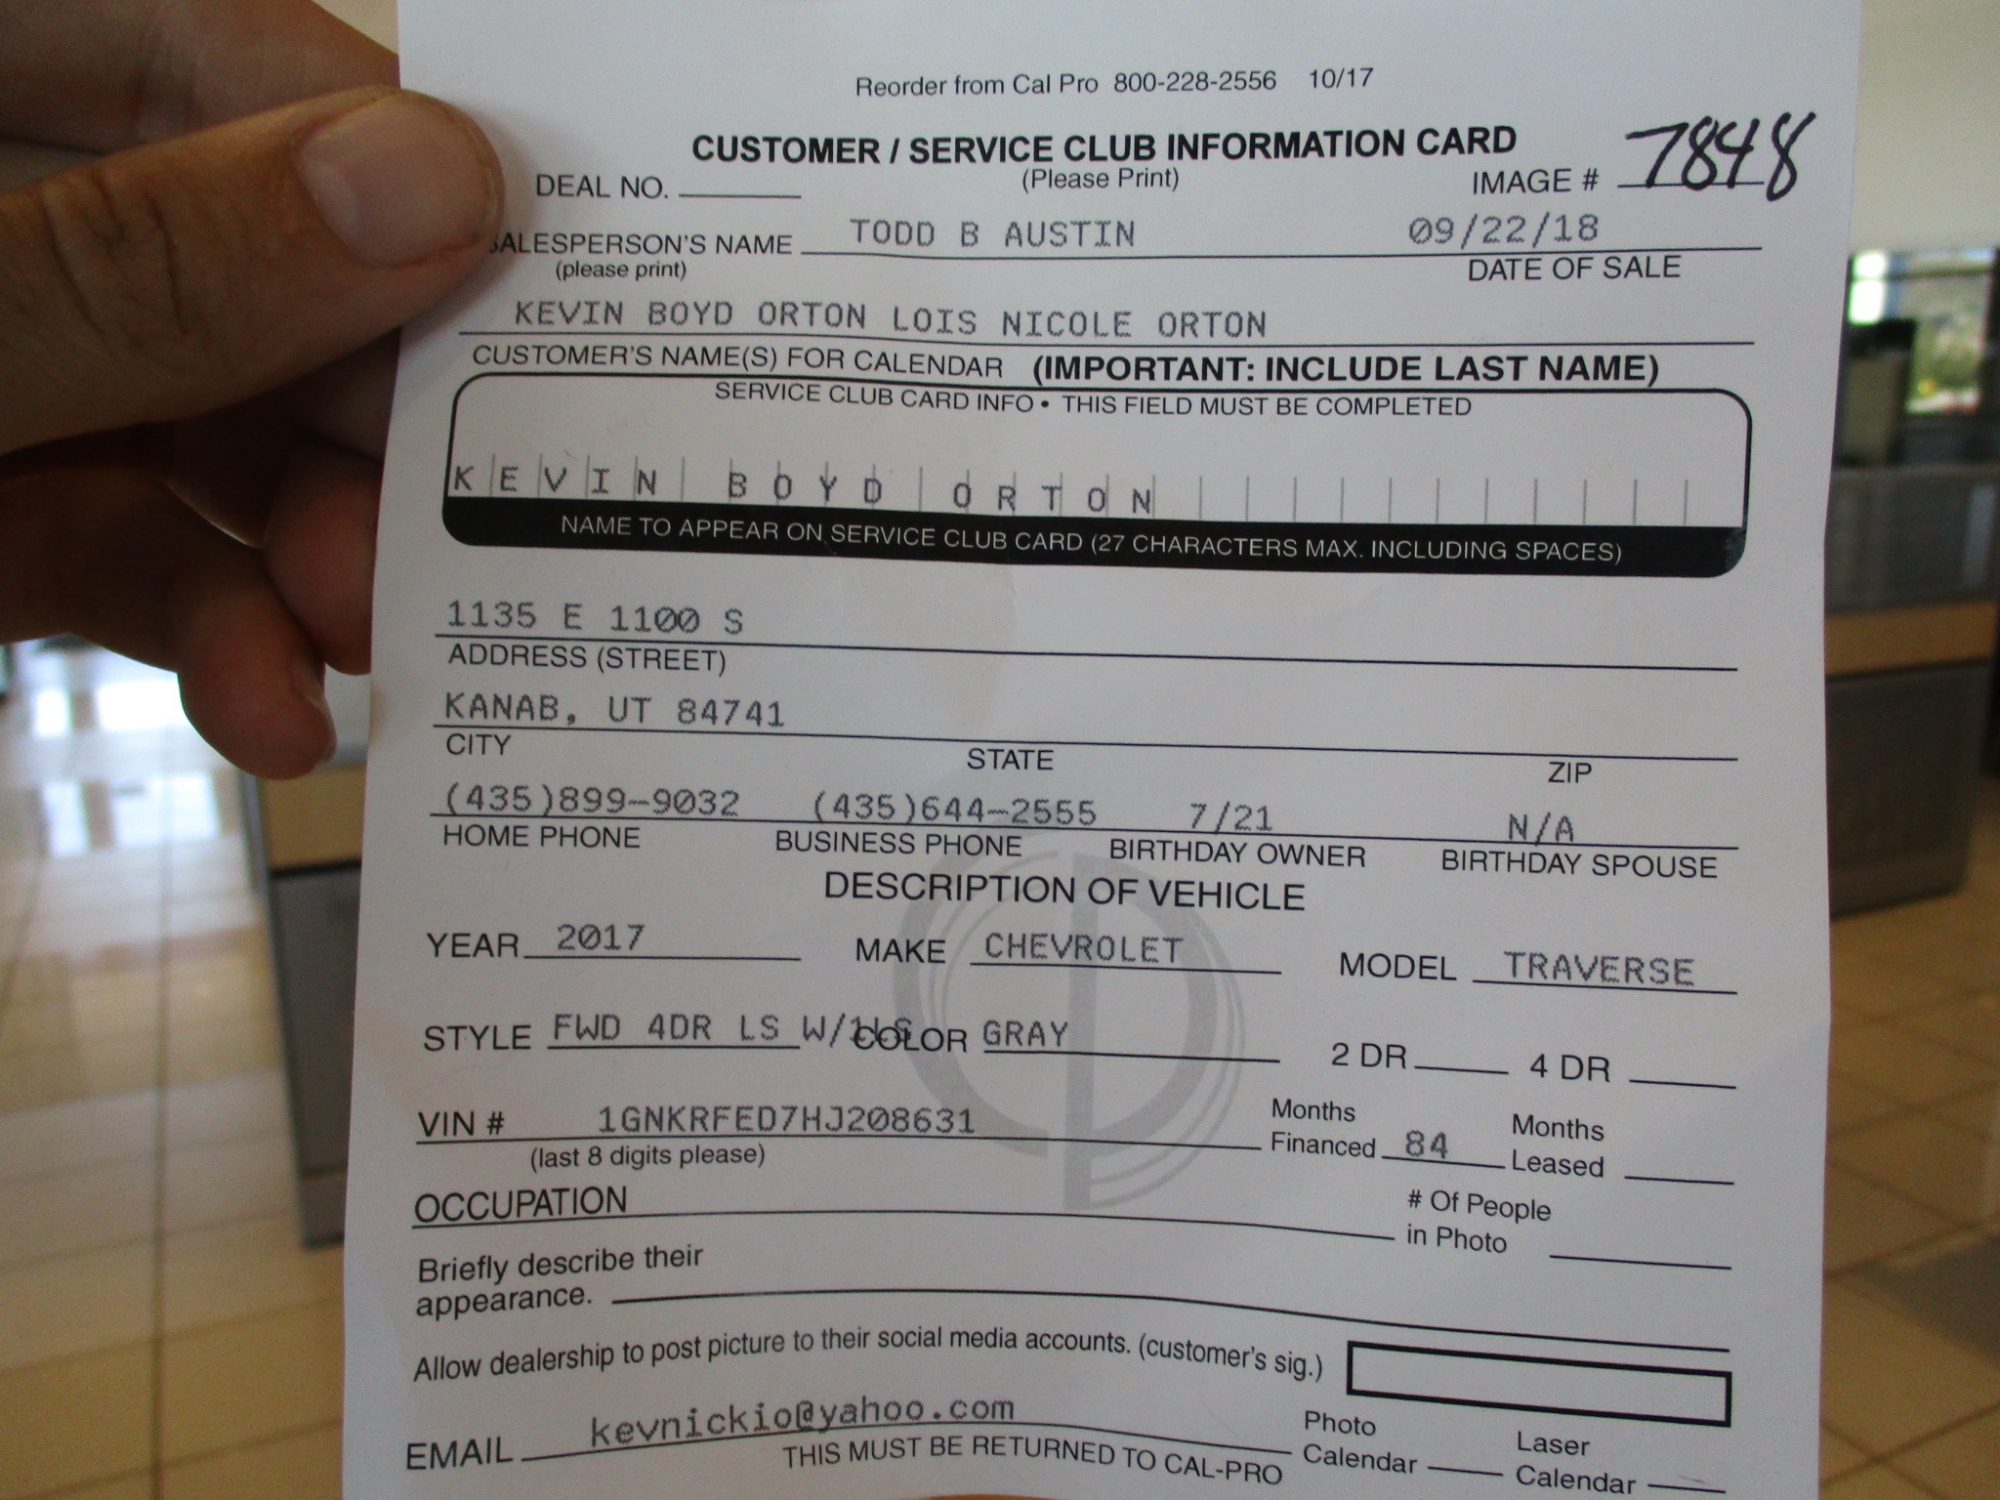 Reorder from Cal Pro 800-228-2556 10/17
CUSTOMER / SERVICE CLUB INFORMATION CARD
(Please Print)
DEAL NO. IMAGE # 7848
SALESPERSON'S NAME TODD B AUSTIN 09/22/18
(please print) DATE OF SALE
KEVIN BOYD ORTON LOIS NICOLE ORTON
CUSTOMER'S NAME(S) FOR CALENDAR (IMPORTANT: INCLUDE LAST NAME)
SERVICE CLUB CARD INFO • THIS FIELD MUST BE COMPLETED
KEVIN BOYD ORTON
NAME TO APPEAR ON SERVICE CLUB CARD (27 CHARACTERS MAX. INCLUDING SPACES)
1135 E 1100 S
ADDRESS (STREET)
KANAB, UT 84741
CITY STATE ZIP
(435)899-9032 (435)644-2555 7/21 N/A
HOME PHONE BUSINESS PHONE BIRTHDAY OWNER BIRTHDAY SPOUSE
DESCRIPTION OF VEHICLE
YEAR 2017 MAKE CHEVROLET MODEL TRAVERSE
STYLE FWD 4DR LS W/1LS COLOR GRAY 2 DR 4 DR
VIN # 1GNKRFED7HJ208631 Months Financed 84 Months Leased
(last 8 digits please)
OCCUPATION # Of People in Photo
Briefly describe their
appearance.
Allow dealership to post picture to their social media accounts. (customer's sig.)
EMAIL kevnickio@yahoo.com Photo Calendar Laser Calendar
THIS MUST BE RETURNED TO CAL-PRO